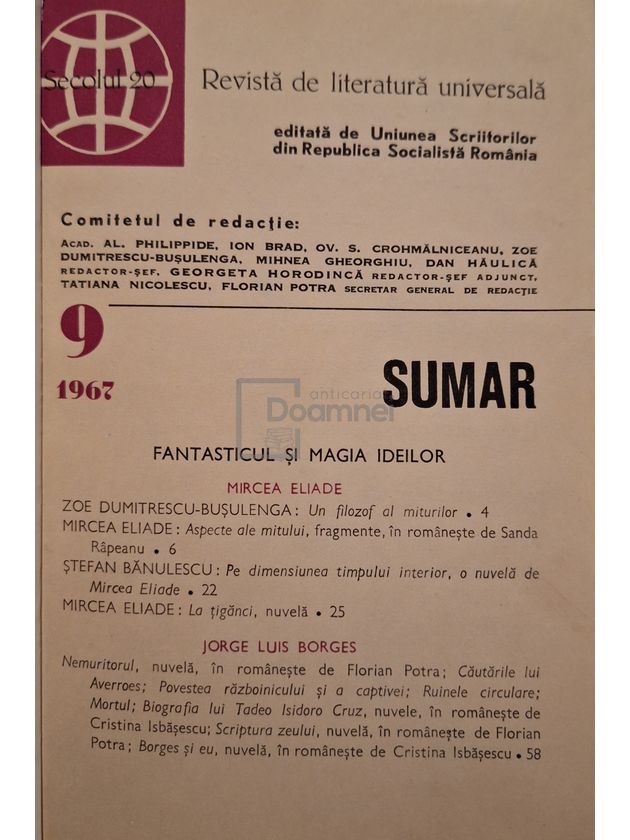 Secolul 20
Revistă de literatură universală
editată de Uniunea Scriitorilor
din Republica Socialistă România
Comitetul de redacție:
ACAD. AL. PHILIPPIDE, ION BRAD, OV. S. CROHMĂLNICEANU, ZOE
DUMITRESCU-BUȘULENGA, MIHNEA GHEORGHIU, DAN HĂULICĂ
REDACTOR-ȘEF, GEORGETA HORODINCĂ REDACTOR-ȘEF ADJUNCT,
TATIANA NICOLESCU, FLORIAN POTRA SECRETAR GENERAL DE REDACȚIE
9
1967
SUMAR
anticariat
Doamnei
FANTASTICUL ȘI MAGIA IDEILOR
MIRCEA ELIADE
ZOE DUMITRESCU-BUȘULENGA: Un filozof al miturilor • 4
MIRCEA ELIADE: Aspecte ale mitului, fragmente, în românește de Sanda
Râpeanu • 6
ȘTEFAN BĂNULESCU: Pe dimensiunea timpului interior, o nuvelă de
Mircea Eliade • 22
MIRCEA ELIADE: La țigănci, nuvelă • 25
JORGE LUIS BORGES
Nemuritorul, nuvelă, în românește de Florian Potra; Căutările lui
Averroes; Povestea războinicului și a captivei; Ruinele circulare;
Mortul; Biografia lui Tadeo Isidoro Cruz, nuvele, în românește de
Cristina Isbășescu; Scriptura zeului, nuvelă, în românește de Florian
Potra; Borges și eu, nuvelă, în românește de Cristina Isbășescu • 58